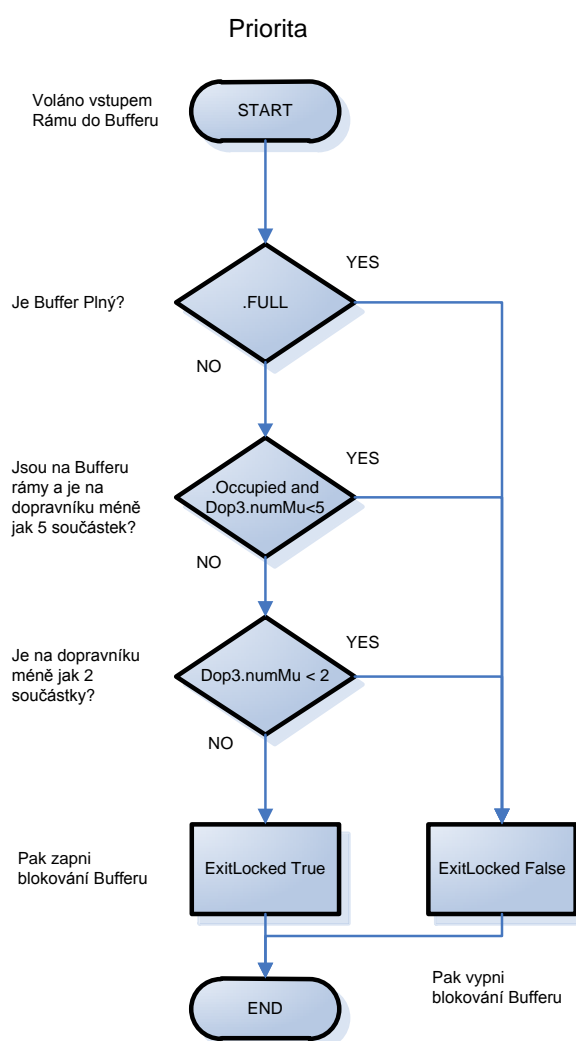 Priorita
Voláno vstupem
Rámu do Bufferu
START
YES
Je Buffer Plný?
.FULL
NO
Jsou na Bufferu
rámy a je na
dopravníku méně
jak 5 součástek?
YES
.Occupied and
Dop3.numMu<5
NO
Je na dopravníku
méně jak 2
součástky?
YES
Dop3.numMu < 2
NO
Pak zapni
blokování Bufferu
ExitLocked True
ExitLocked False
Pak vypni
blokování Bufferu
END